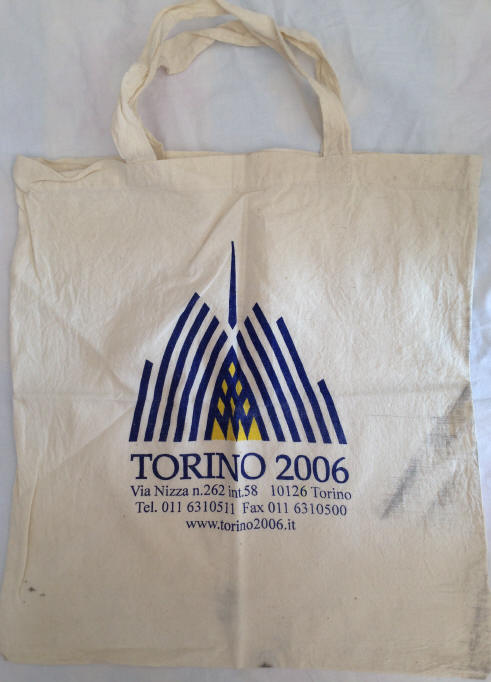 TORINO 2006
Via Nizza n.262 int.58 10126 Torino
Tel. 011 6310511 Fax 011 6310500
www.torino2006.it